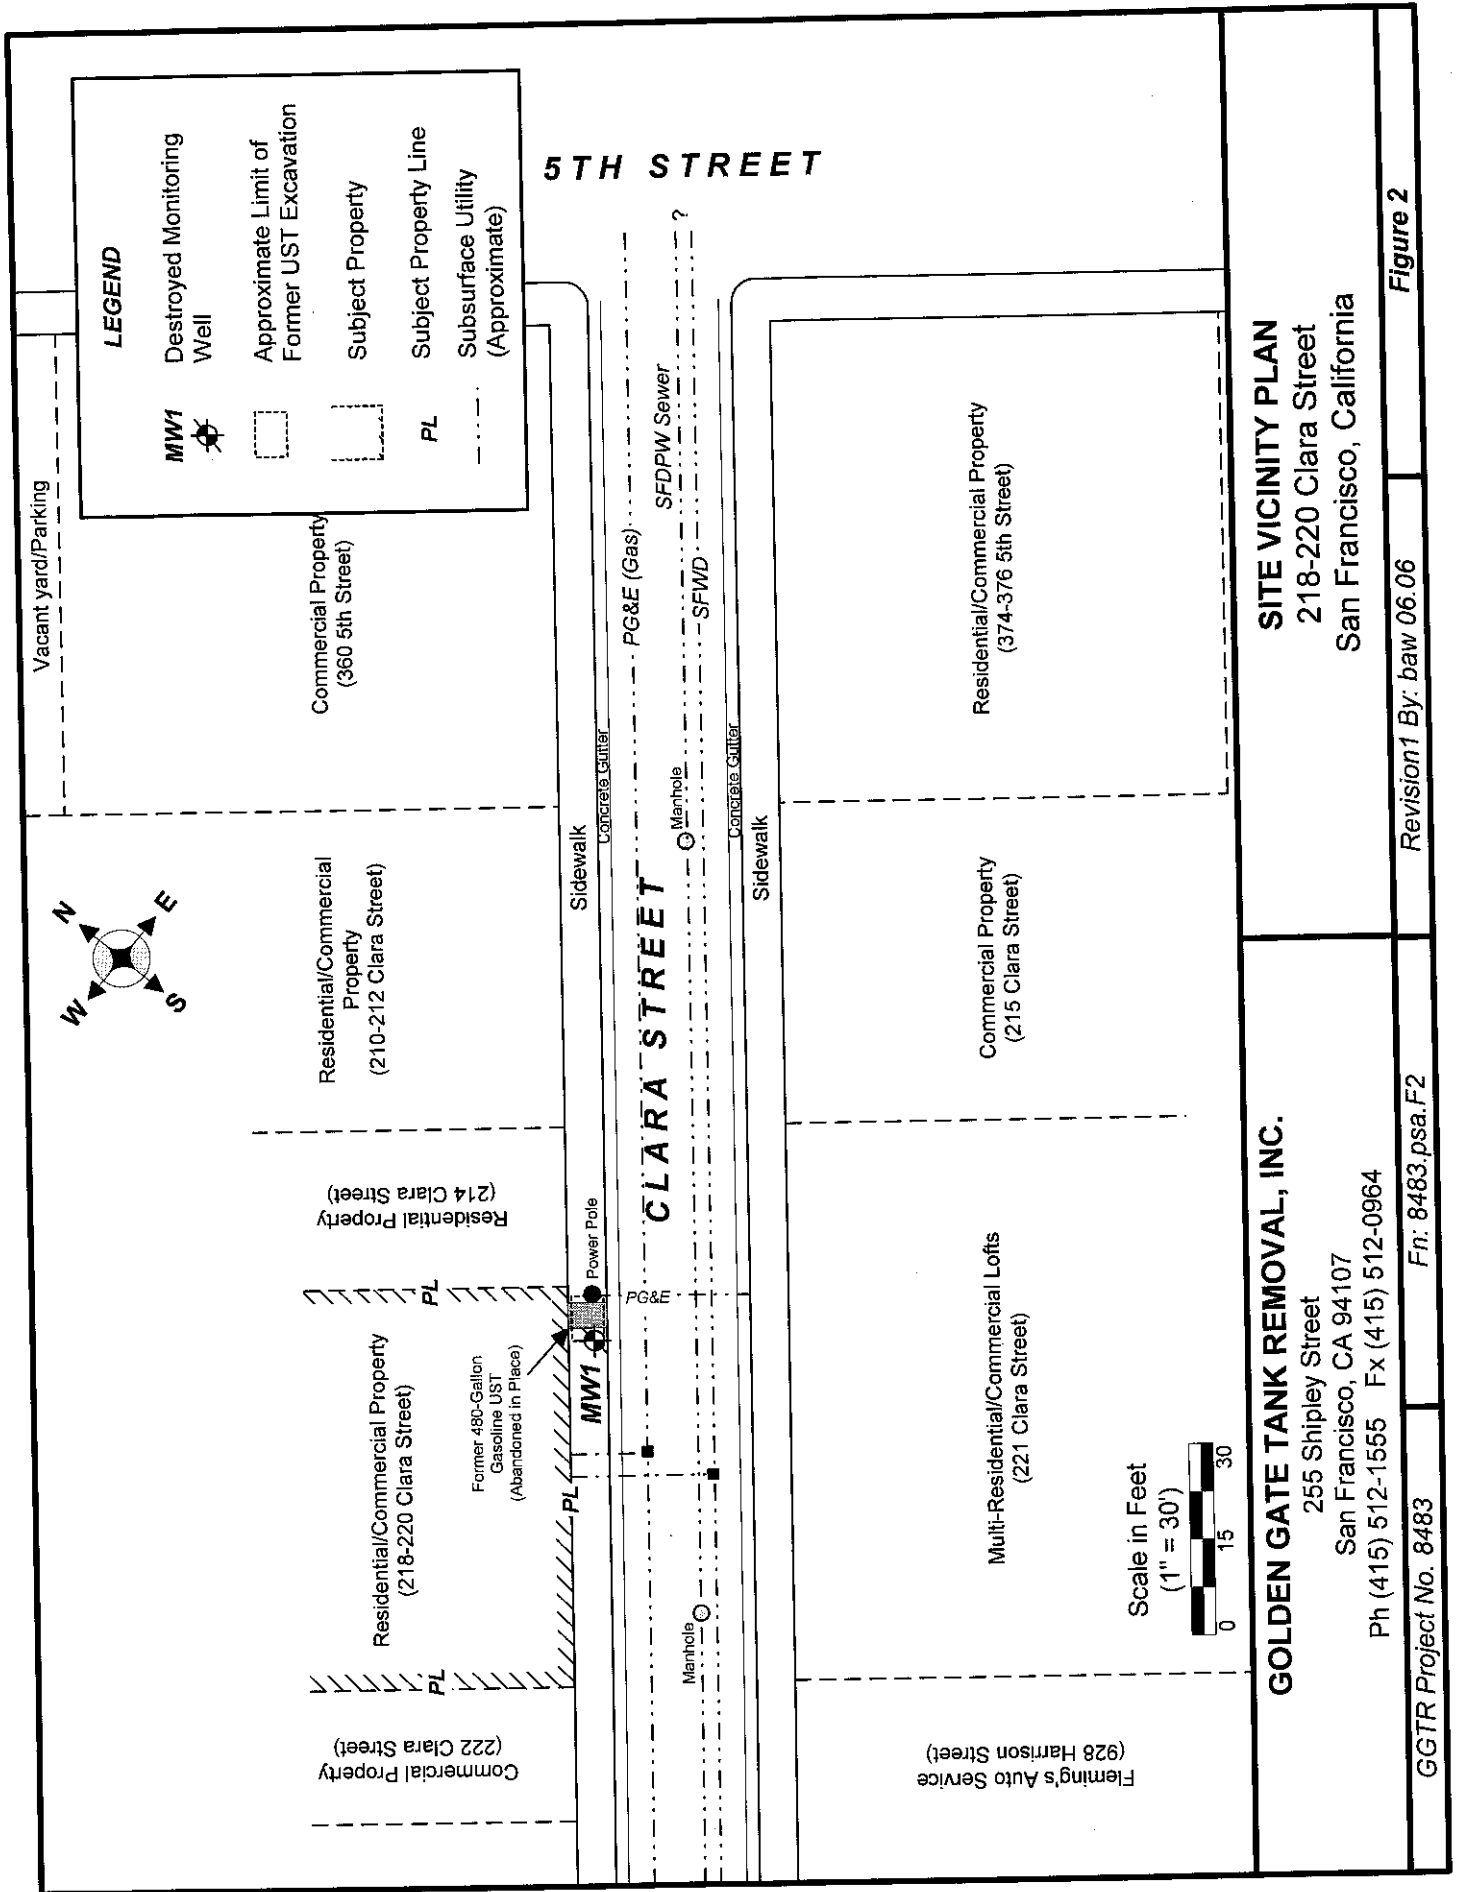 Vacant yard/Parking
LEGEND
MW1
Destroyed Monitoring
Well
Approximate Limit of
Former UST Excavation
Subject Property
PL
Subject Property Line
Subsurface Utility
(Approximate)
5TH STREET
N
E
S
W
Commercial Property
(222 Clara Street)
Residential/Commercial Property
(218-220 Clara Street)
Residential Property
(214 Clara Street)
Residential/Commercial
Property
(210-212 Clara Street)
Commercial Property
(360 5th Street)
PL
PL
PL
Former 480-Gallon
Gasoline UST
(Abandoned in Place)
MW1
Power Pole
Sidewalk
Concrete Gutter
PG&E
PG&E (Gas)
CLARA STREET
SFDPW Sewer
?
Manhole
Manhole
SFWD
Concrete Gutter
Sidewalk
Fleming's Auto Service
(928 Harrison Street)
Multi-Residential/Commercial Lofts
(221 Clara Street)
Commercial Property
(215 Clara Street)
Residential/Commercial Property
(374-376 5th Street)
Scale in Feet
(1" = 30')
0 15 30
GOLDEN GATE TANK REMOVAL, INC.
255 Shipley Street
San Francisco, CA 94107
Ph (415) 512-1555 Fx (415) 512-0964
SITE VICINITY PLAN
218-220 Clara Street
San Francisco, California
GGTR Project No. 8483
Fn: 8483.psa.F2
Revision1 By: baw 06.06
Figure 2